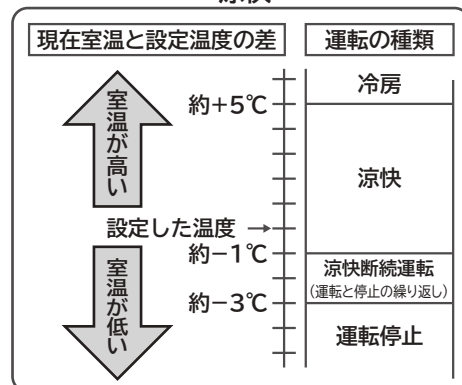 現在室温と設定温度の差
運転の種類
室温が高い
約+5℃
設定した温度 →
約−1℃
約−3℃
室温が低い
冷房
涼快
涼快断続運転
(運転と停止の繰り返し)
運転停止